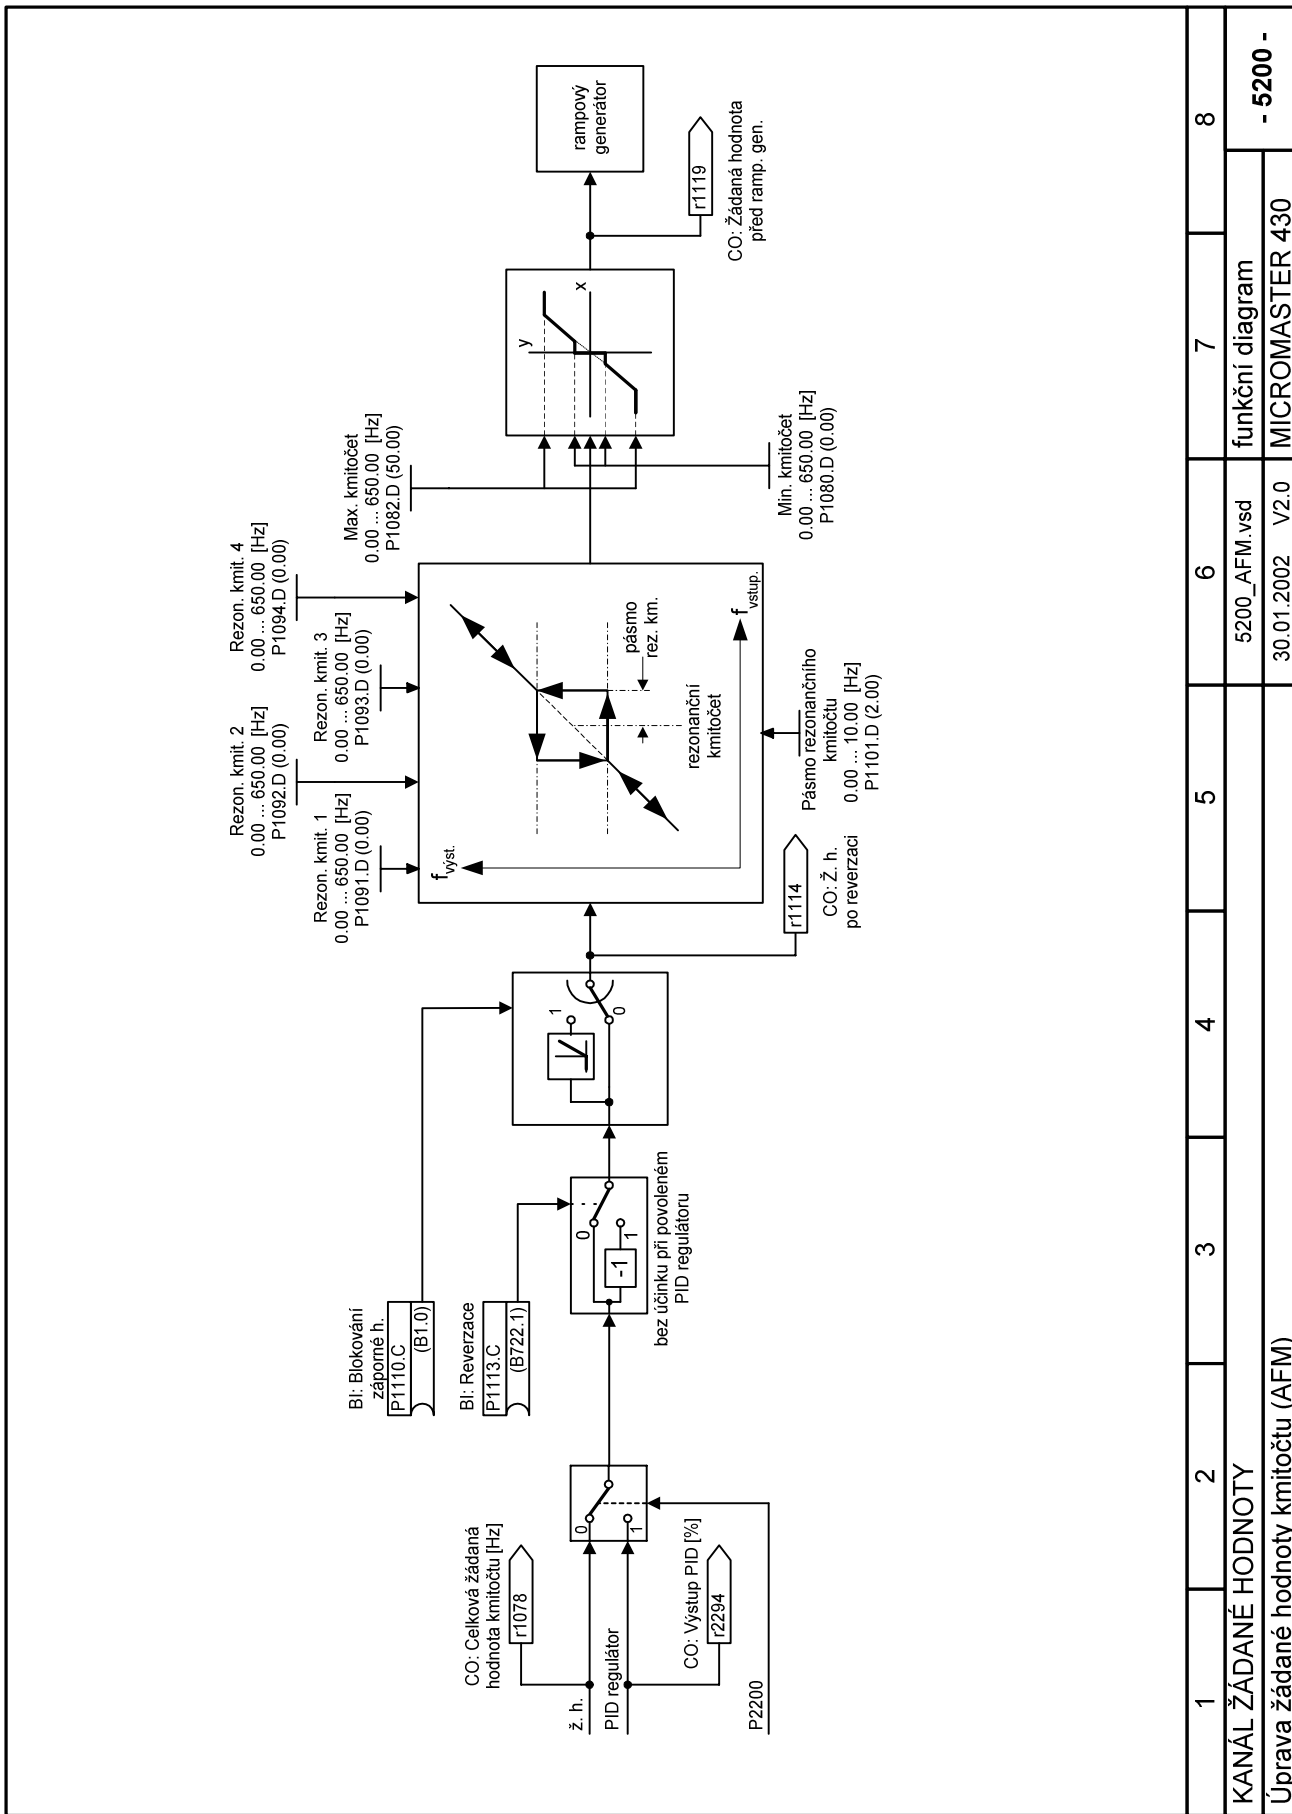 CO: Celková žádaná
hodnota kmitočtu [Hz]
r1078
ž. h.
PID regulátor
CO: Výstup PID [%]
r2294
P2200
0
1
BI: Blokování
záporné h.
P1110.C
(B1.0)
BI: Reverzace
P1113.C
(B722.1)
0
1
-1
bez účinku při povoleném
PID regulátoru
1
0
r1114
CO: Ž. h.
po reverzaci
Rezon. kmit. 1
0.00 ... 650.00 [Hz]
P1091.D (0.00)
Rezon. kmit. 2
0.00 ... 650.00 [Hz]
P1092.D (0.00)
Rezon. kmit. 3
0.00 ... 650.00 [Hz]
P1093.D (0.00)
Rezon. kmit. 4
0.00 ... 650.00 [Hz]
P1094.D (0.00)
f výst.
f vstup.
rezonanční
kmitočet
pásmo
rez. km.
Pásmo rezonančního
kmitočtu
0.00 ... 10.00 [Hz]
P1101.D (2.00)
Max. kmitočet
0.00 ... 650.00 [Hz]
P1082.D (50.00)
Min. kmitočet
0.00 ... 650.00 [Hz]
P1080.D (0.00)
y
x
r1119
CO: Žádaná hodnota
před ramp. gen.
rampový
generátor
1 2 3 4 5 6 7 8
KANÁL ŽÁDANÉ HODNOTY
5200_AFM.vsd
funkční diagram
- 5200 -
Úprava žádané hodnoty kmitočtu (AFM)
30.01.2002 V2.0
MICROMASTER 430